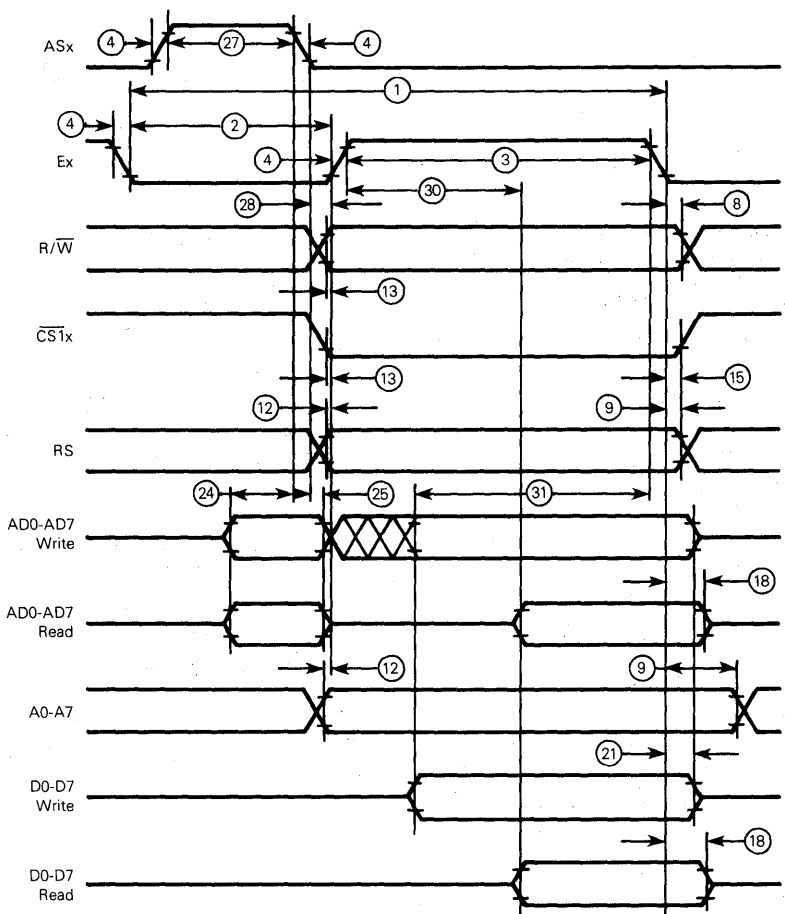 4
27
4
ASx
1
4
2
4
3
Ex
30
28
8
R/W̅
13
C̅S̅1̅x
13
15
12
9
RS
24
25
31
AD0-AD7
Write
18
AD0-AD7
Read
12
9
A0-A7
21
D0-D7
Write
18
D0-D7
Read